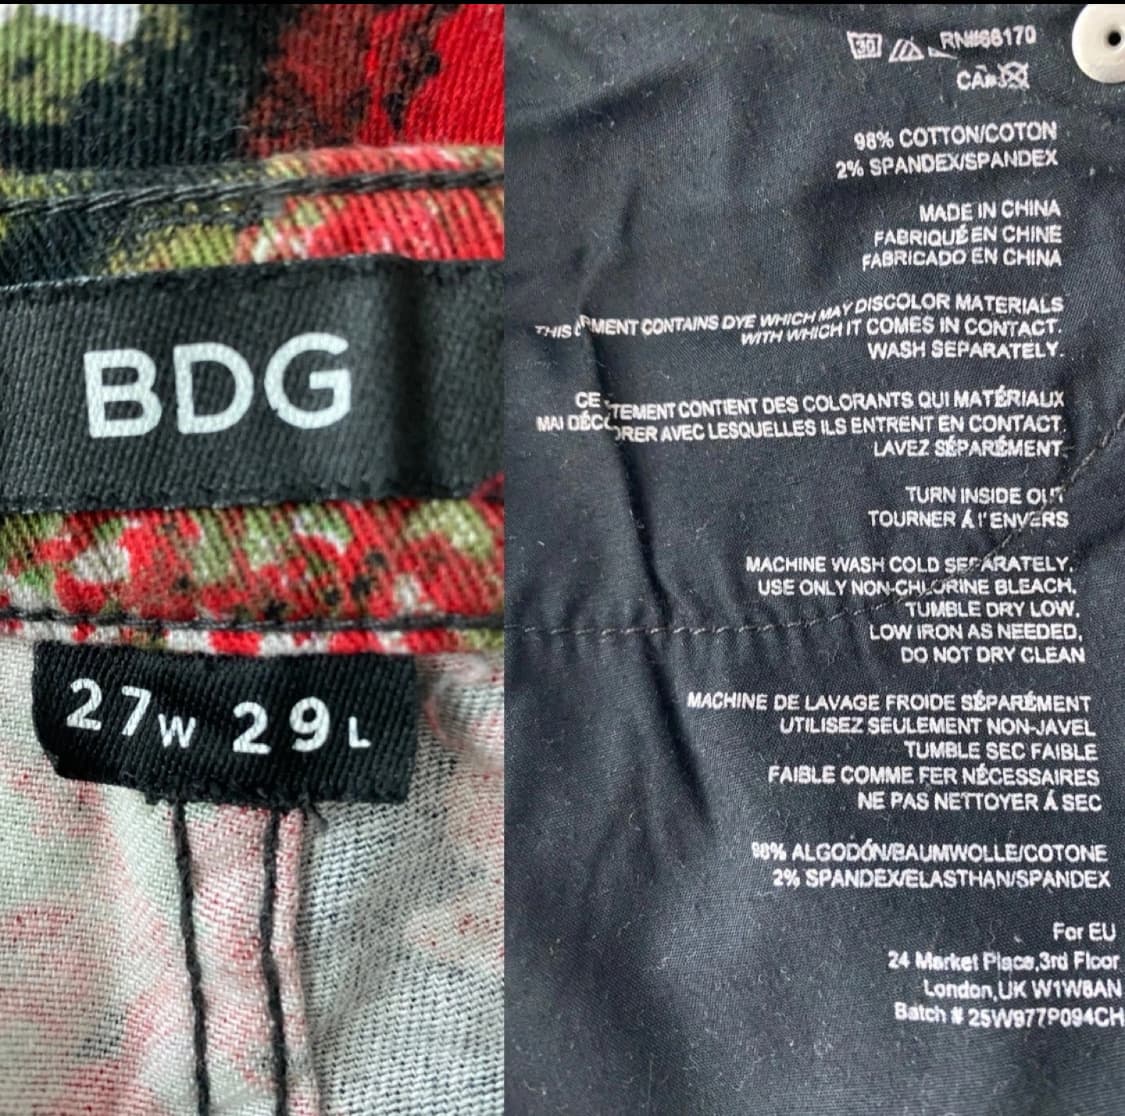 BDG
27W 29L
30
RN#66170
CA#
98% COTTON/COTON
2% SPANDEX/SPANDEX
MADE IN CHINA
FABRIQUÉ EN CHINE
FABRICADO EN CHINA
THIS CONTAINS DYE WHICH MAY DISCOLOR MATERIALS
WITH WHICH IT COMES IN CONTACT.
WASH SEPARATELY.
CE CONTIENT DES COLORANTS QUI MATÉRIAUX
MAI AVEC LESQUELLES ILS ENTRENT EN CONTACT.
LAVEZ SÉPARÉMENT.
TURN INSIDE OUT
TOURNER Á l'ENVERS
MACHINE WASH COLD SEPARATELY,
USE ONLY NON-CHLORINE BLEACH,
TUMBLE DRY LOW,
LOW IRON AS NEEDED,
DO NOT DRY CLEAN
MACHINE DE LAVAGE FROIDE SÉPARÉMENT
UTILISEZ SEULEMENT NON-JAVEL
TUMBLE SEC FAIBLE
FAIBLE COMME FER NÉCESSAIRES
NE PAS NETTOYER Á SEC
98% ALGODÓN/BAUMWOLLE/COTONE
2% SPANDEX/ELASTHAN/SPANDEX
For EU
24 Market Place,3rd Floor
London,UK W1W8AN
Batch # 25W977P094CH